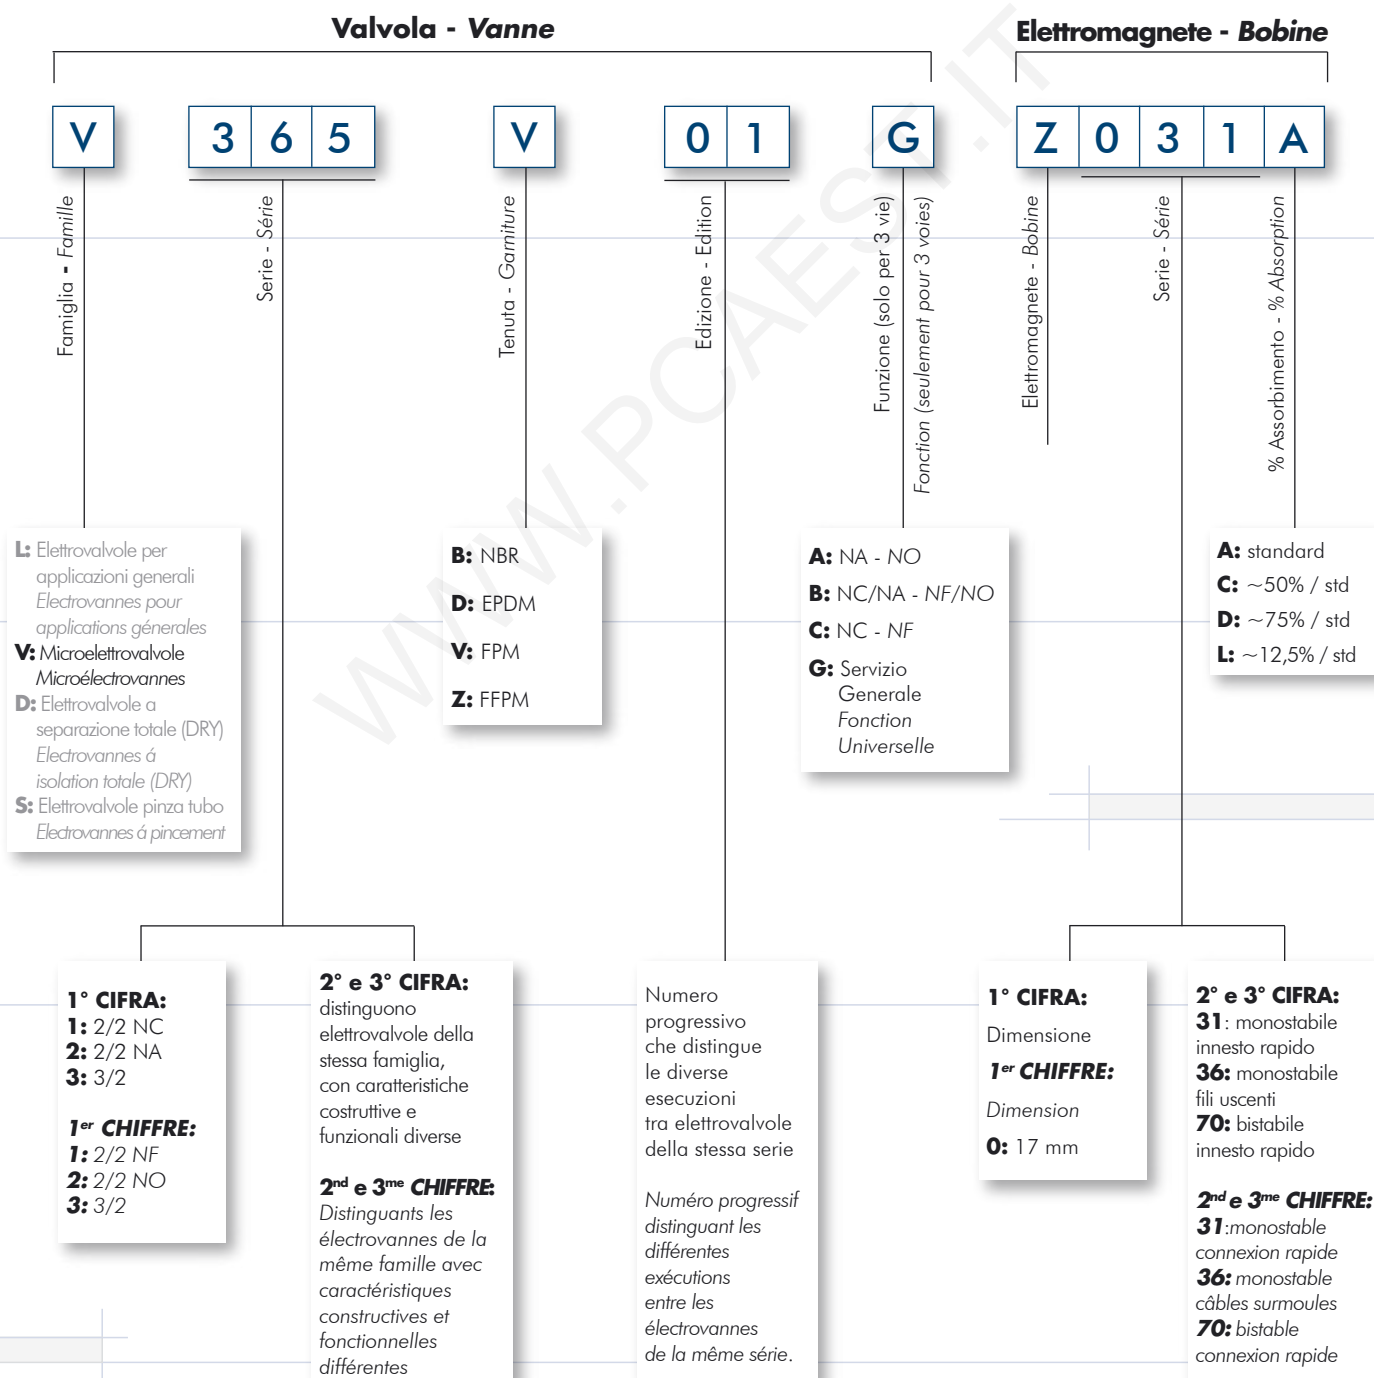 Valvola - Vanne
Elettromagnete - Bobine
V
3 6 5
V
0 1
G
Z 0 3 1 A
Famiglia - Famille
Serie - Série
Tenuta - Garniture
Edizione - Edition
Funzione (solo per 3 vie)
Fonction (seulement pour 3 voies)
Elettromagnete - Bobine
Serie - Série
% Assorbimento - % Absorption
L: Elettrovalvole per
applicazioni generali
Electrovannes pour
applications génerales
V: Microelettrovalvole
Microélectrovannes
D: Elettrovalvole a
separazione totale (DRY)
Electrovannes á
isolation totale (DRY)
S: Elettrovalvole pinza tubo
Electrovannes á pincement
B: NBR
D: EPDM
V: FPM
Z: FFPM
A: NA - NO
B: NC/NA - NF/NO
C: NC - NF
G: Servizio
Generale
Fonction
Universelle
A: standard
C: ~50% / std
D: ~75% / std
L: ~12,5% / std
1° CIFRA:
1: 2/2 NC
2: 2/2 NA
3: 3/2
1er CHIFFRE:
1: 2/2 NF
2: 2/2 NO
3: 3/2
2° e 3° CIFRA:
distinguono
elettrovalvole della
stessa famiglia,
con caratteristiche
costruttive e
funzionali diverse
2nd e 3me CHIFFRE:
Distinguants les
électrovannes de la
même famille avec
caractéristiques
constructives et
fonctionnelles
différentes
Numero
progressivo
che distingue
le diverse
esecuzioni
tra elettrovalvole
della stessa serie
Numéro progressif
distinguant les
différentes
exécutions
entre les
électrovannes
de la même série.
1° CIFRA:
Dimensione
1er CHIFFRE:
Dimension
0: 17 mm
2° e 3° CIFRA:
31: monostabile
innesto rapido
36: monostabile
fili uscenti
70: bistabile
innesto rapido
2nd e 3me CHIFFRE:
31:monostable
connexion rapide
36: monostable
câbles surmoules
70: bistable
connexion rapide
WWW.PCAEST.IT